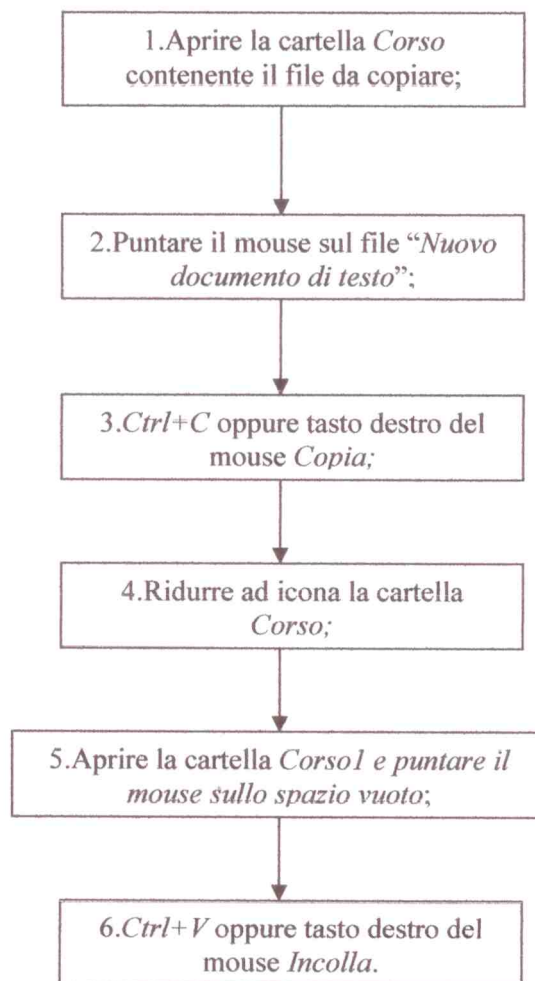 1.Aprire la cartella Corso
contenente il file da copiare;
2.Puntare il mouse sul file “Nuovo
documento di testo”;
3.Ctrl+C oppure tasto destro del
mouse Copia;
4.Ridurre ad icona la cartella
Corso;
5.Aprire la cartella Corso1 e puntare il
mouse sullo spazio vuoto;
6.Ctrl+V oppure tasto destro del
mouse Incolla.